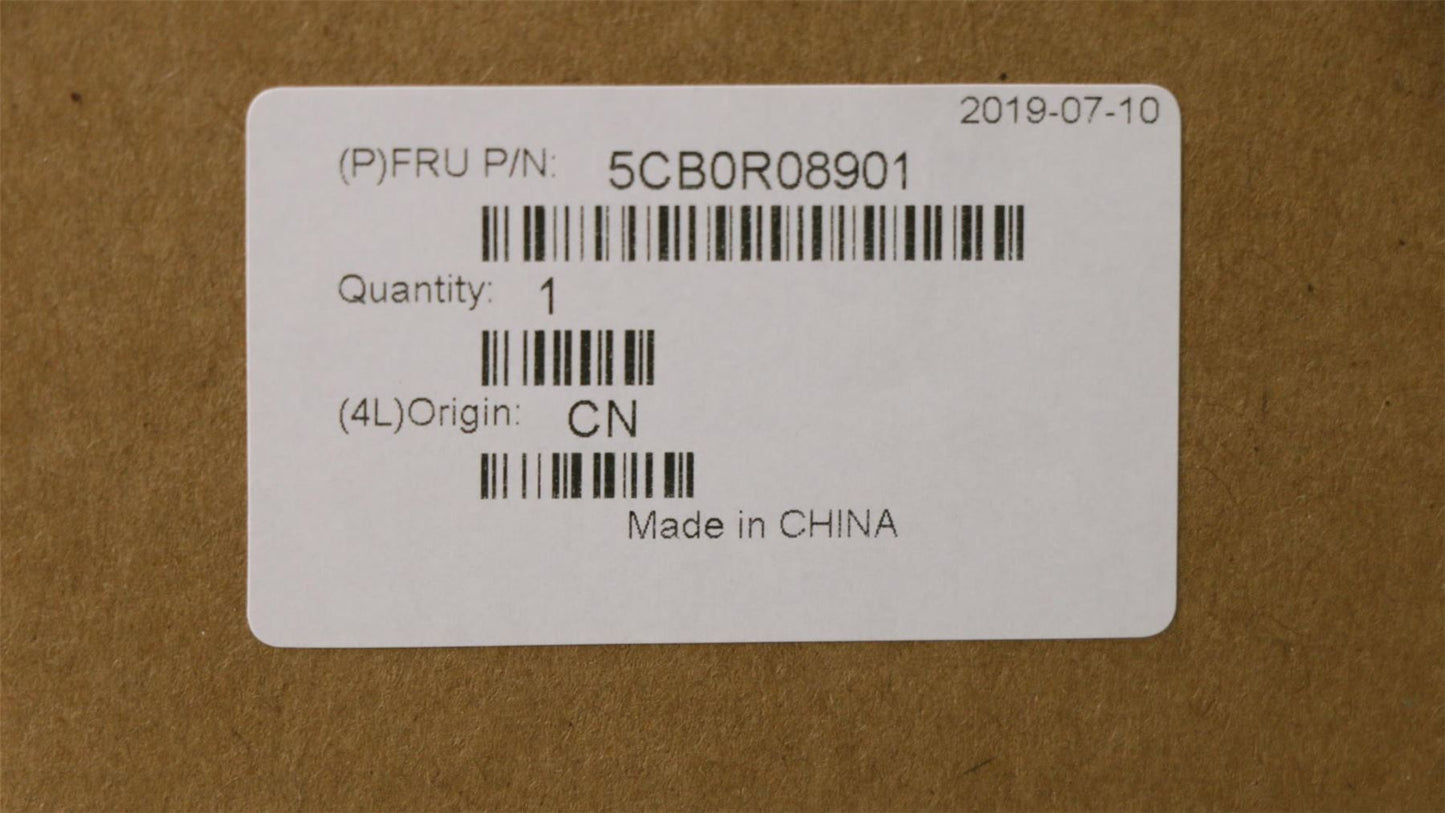 2019-07-10
(P)FRU P/N: 5CB0R08901
Quantity: 1
(4L)Origin: CN
Made in CHINA